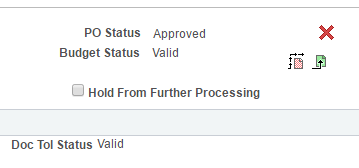 PO Status Approved
Budget Status Valid
Hold From Further Processing
Doc Tol Status Valid